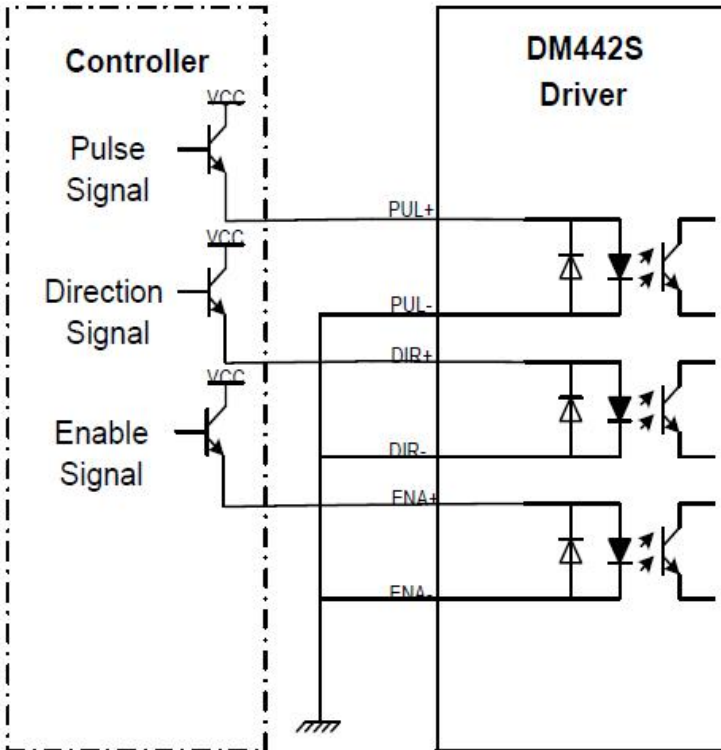 Controller
DM442S
Driver
VCC
Pulse
Signal
PUL+
VCC
Direction
Signal
PUL-
DIR+
VCC
Enable
Signal
DIR-
ENA+
ENA-